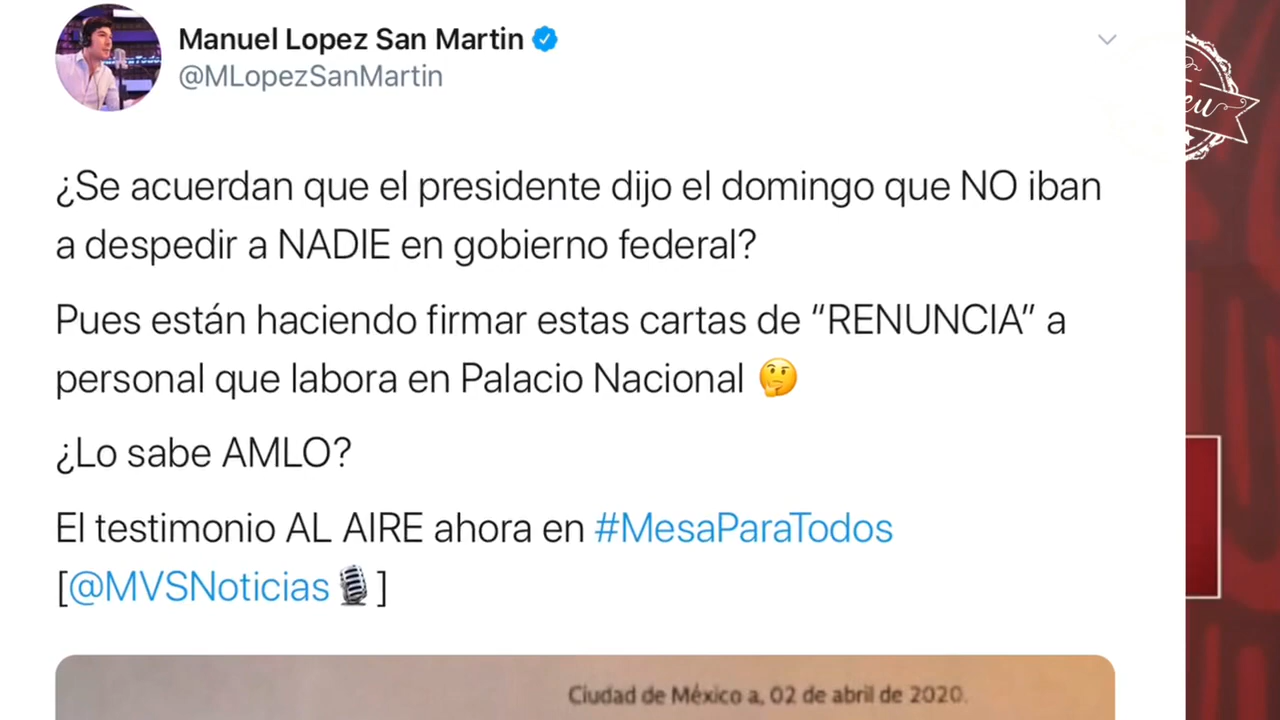 Manuel Lopez San Martin
@MLopezSanMartin
¿Se acuerdan que el presidente dijo el domingo que NO iban
a despedir a NADIE en gobierno federal?
Pues están haciendo firmar estas cartas de “RENUNCIA” a
personal que labora en Palacio Nacional 🤔
¿Lo sabe AMLO?
El testimonio AL AIRE ahora en #MesaParaTodos
[@MVSNoticias🎙]
Ciudad de México a, 02 de abril de 2020.